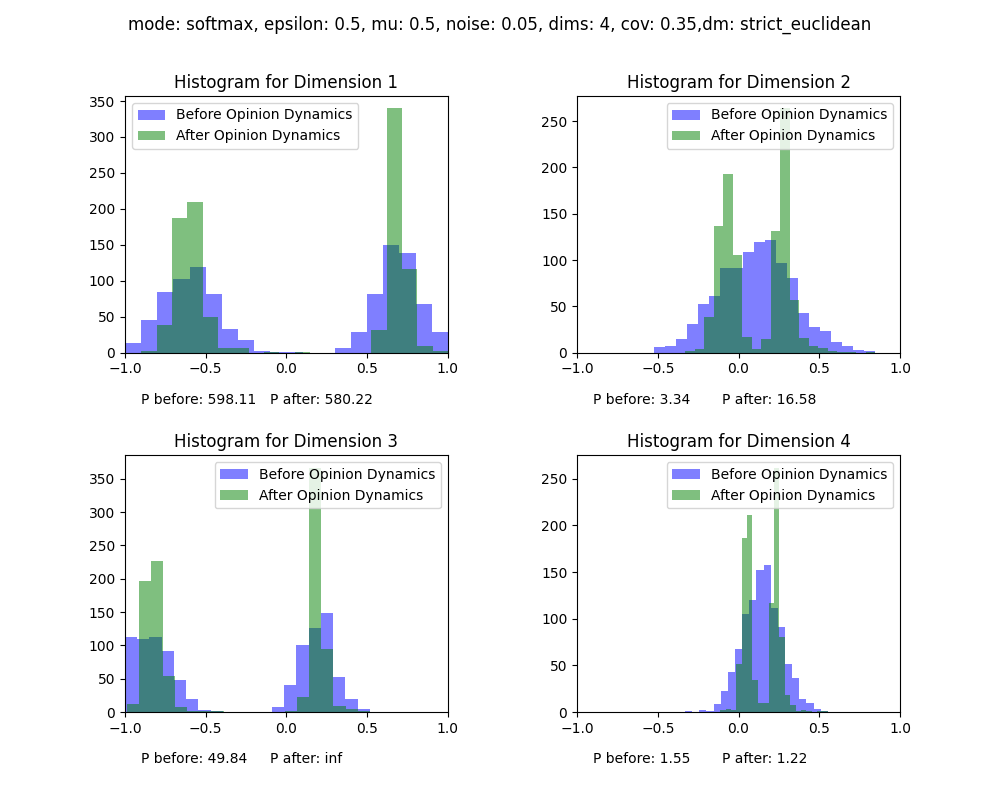 mode: softmax, epsilon: 0.5, mu: 0.5, noise: 0.05, dims: 4, cov: 0.35,dm: strict_euclidean
Histogram for Dimension 1
Before Opinion Dynamics
After Opinion Dynamics
350
300
250
200
150
100
50
0
−1.0 −0.5 0.0 0.5 1.0
P before: 598.11 P after: 580.22
Histogram for Dimension 2
Before Opinion Dynamics
After Opinion Dynamics
250
200
150
100
50
0
−1.0 −0.5 0.0 0.5 1.0
P before: 3.34 P after: 16.58
Histogram for Dimension 3
Before Opinion Dynamics
After Opinion Dynamics
350
300
250
200
150
100
50
0
−1.0 −0.5 0.0 0.5 1.0
P before: 49.84 P after: inf
Histogram for Dimension 4
Before Opinion Dynamics
After Opinion Dynamics
250
200
150
100
50
0
−1.0 −0.5 0.0 0.5 1.0
P before: 1.55 P after: 1.22